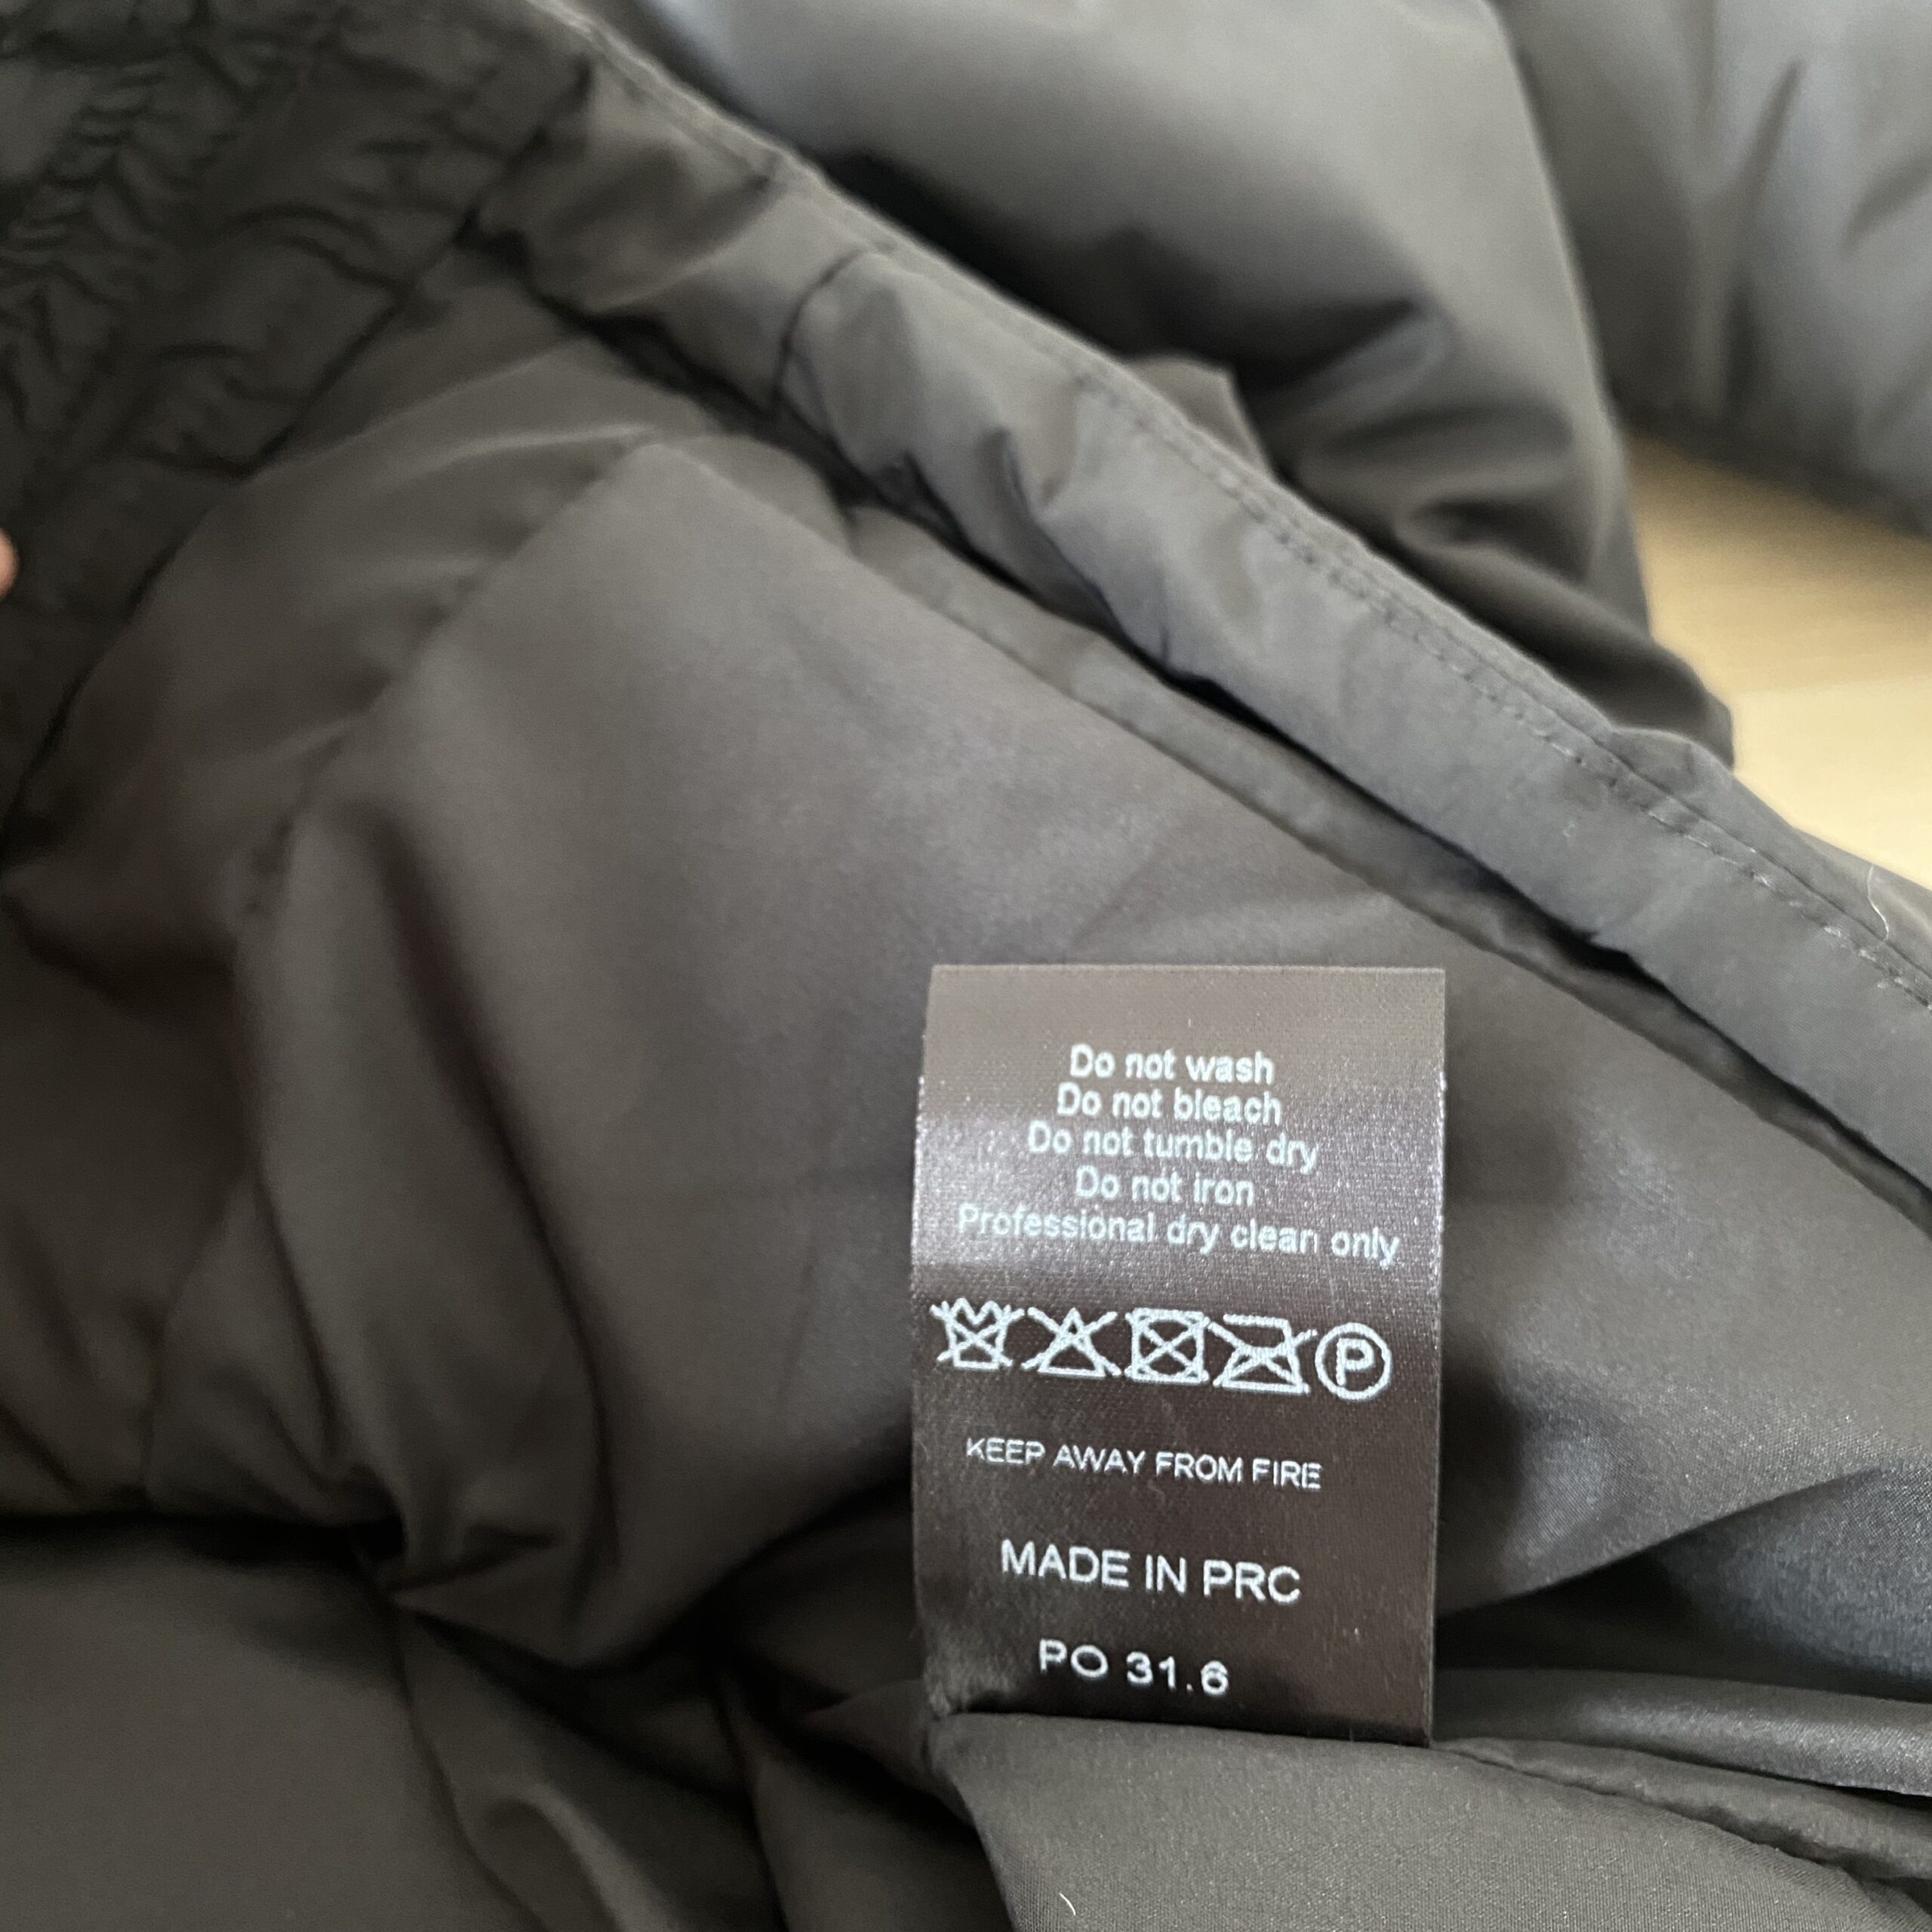 Do not wash
Do not bleach
Do not tumble dry
Do not iron
Professional dry clean only
P
KEEP AWAY FROM FIRE
MADE IN PRC
PO 31.6